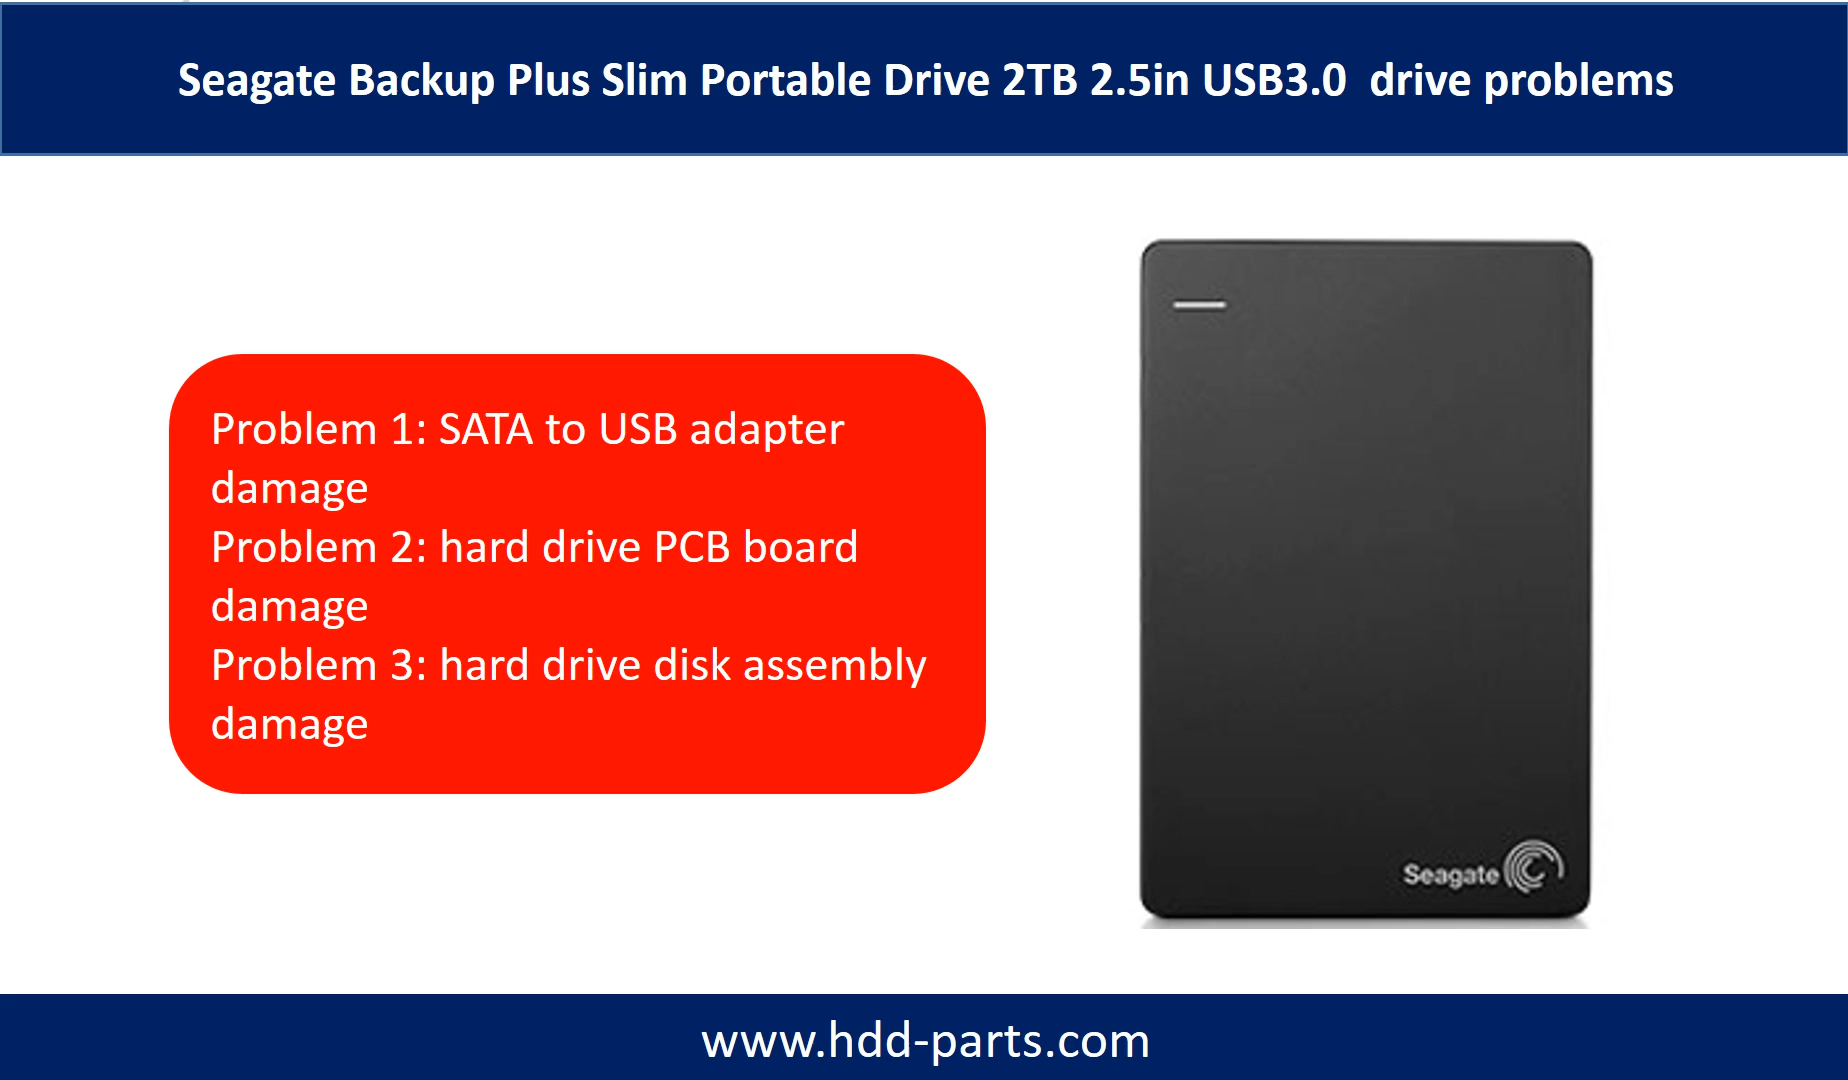 Seagate Backup Plus Slim Portable Drive 2TB 2.5in USB3.0  drive problems
Problem 1: SATA to USB adapter
damage
Problem 2: hard drive PCB board
damage
Problem 3: hard drive disk assembly
damage
Seagate
www.hdd-parts.com